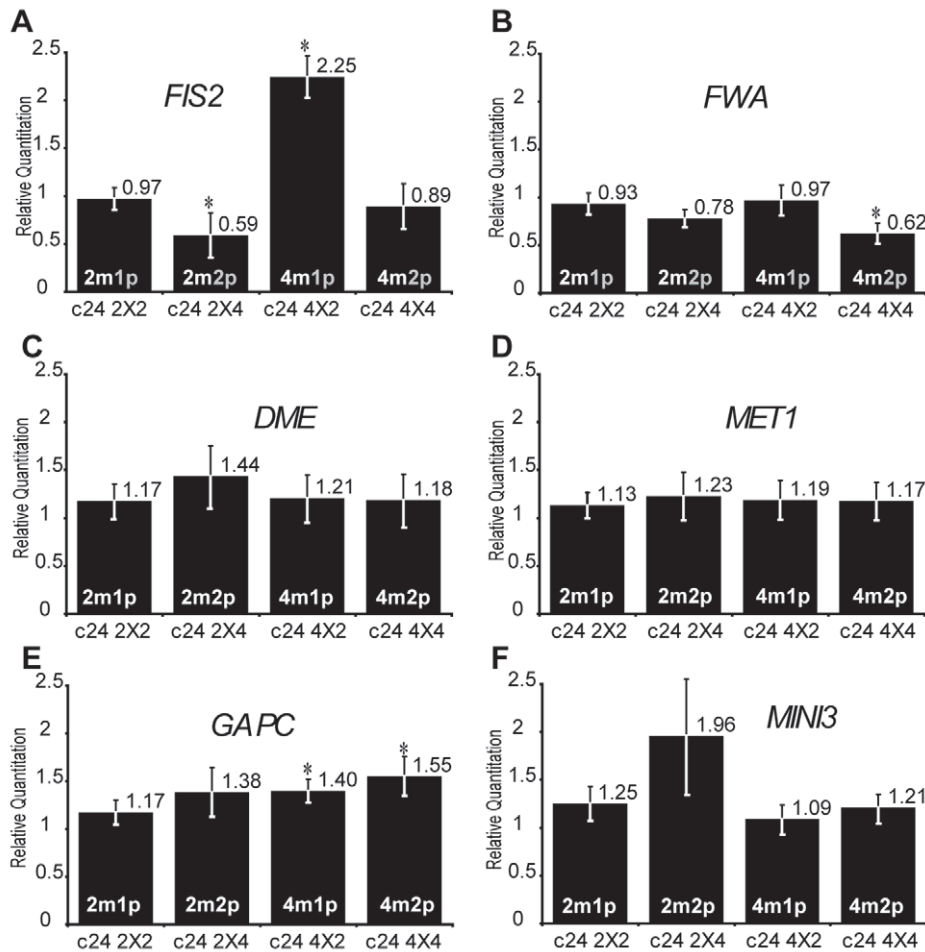 A
Relative Quantitation
2.5
2
1.5
1
0.5
0
FIS2
0.97
*
0.59
*
2.25
0.89
2m1p
2m2p
4m1p
4m2p
c24 2X2
c24 2X4
c24 4X2
c24 4X4
B
Relative Quantitation
2.5
2
1.5
1
0.5
0
FWA
0.93
0.78
0.97
*
0.62
2m1p
2m2p
4m1p
4m2p
c24 2X2
c24 2X4
c24 4X2
c24 4X4
C
Relative Quantitation
2.5
2
1.5
1
0.5
0
DME
1.17
1.44
1.21
1.18
2m1p
2m2p
4m1p
4m2p
c24 2X2
c24 2X4
c24 4X2
c24 4X4
D
Relative Quantitation
2.5
2
1.5
1
0.5
0
MET1
1.13
1.23
1.19
1.17
2m1p
2m2p
4m1p
4m2p
c24 2X2
c24 2X4
c24 4X2
c24 4X4
E
Relative Quantitation
2.5
2
1.5
1
0.5
0
GAPC
1.17
1.38
*
1.40
*
1.55
2m1p
2m2p
4m1p
4m2p
c24 2X2
c24 2X4
c24 4X2
c24 4X4
F
Relative Quantitation
2.5
2
1.5
1
0.5
0
MINI3
1.25
1.96
1.09
1.21
2m1p
2m2p
4m1p
4m2p
c24 2X2
c24 2X4
c24 4X2
c24 4X4